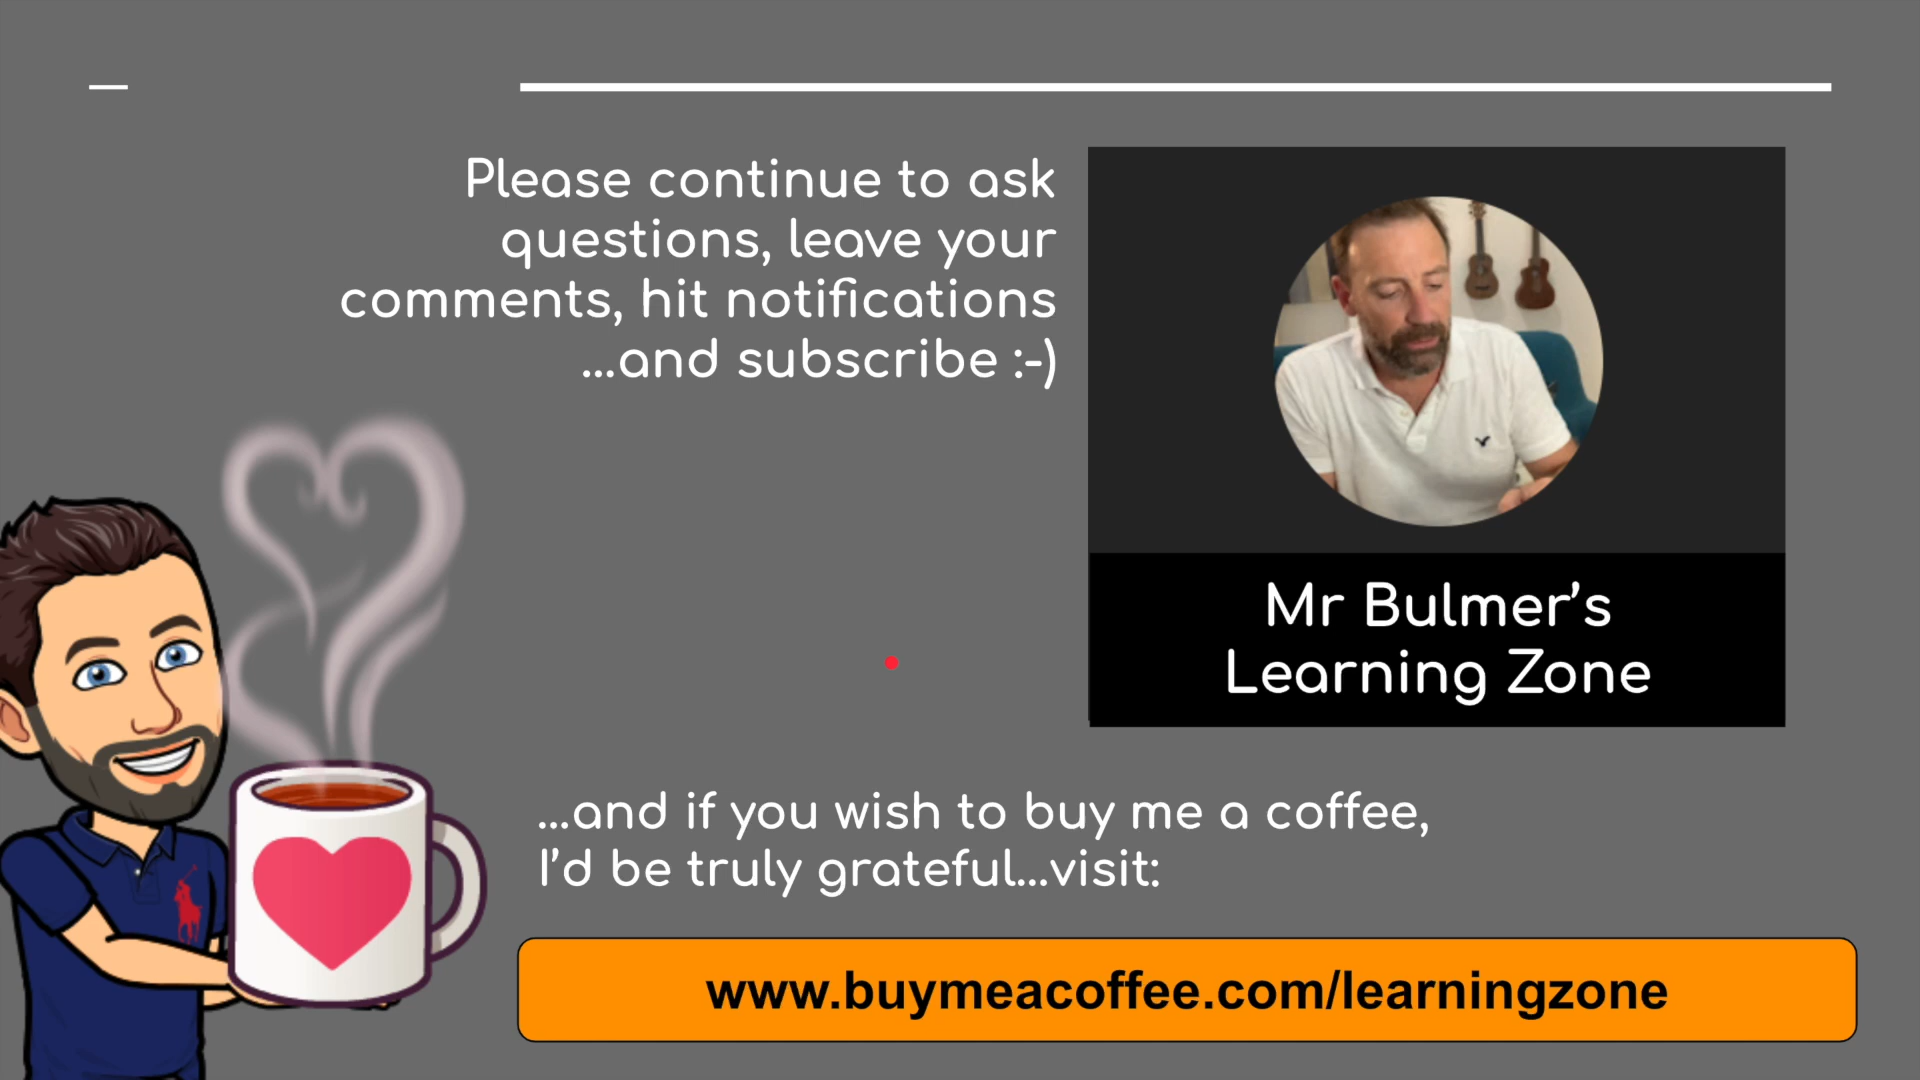 Please continue to ask
questions, leave your
comments, hit notifications
...and subscribe :-)
Mr Bulmer’s
Learning Zone
...and if you wish to buy me a coffee,
I’d be truly grateful...visit:
www.buymeacoffee.com/learningzone